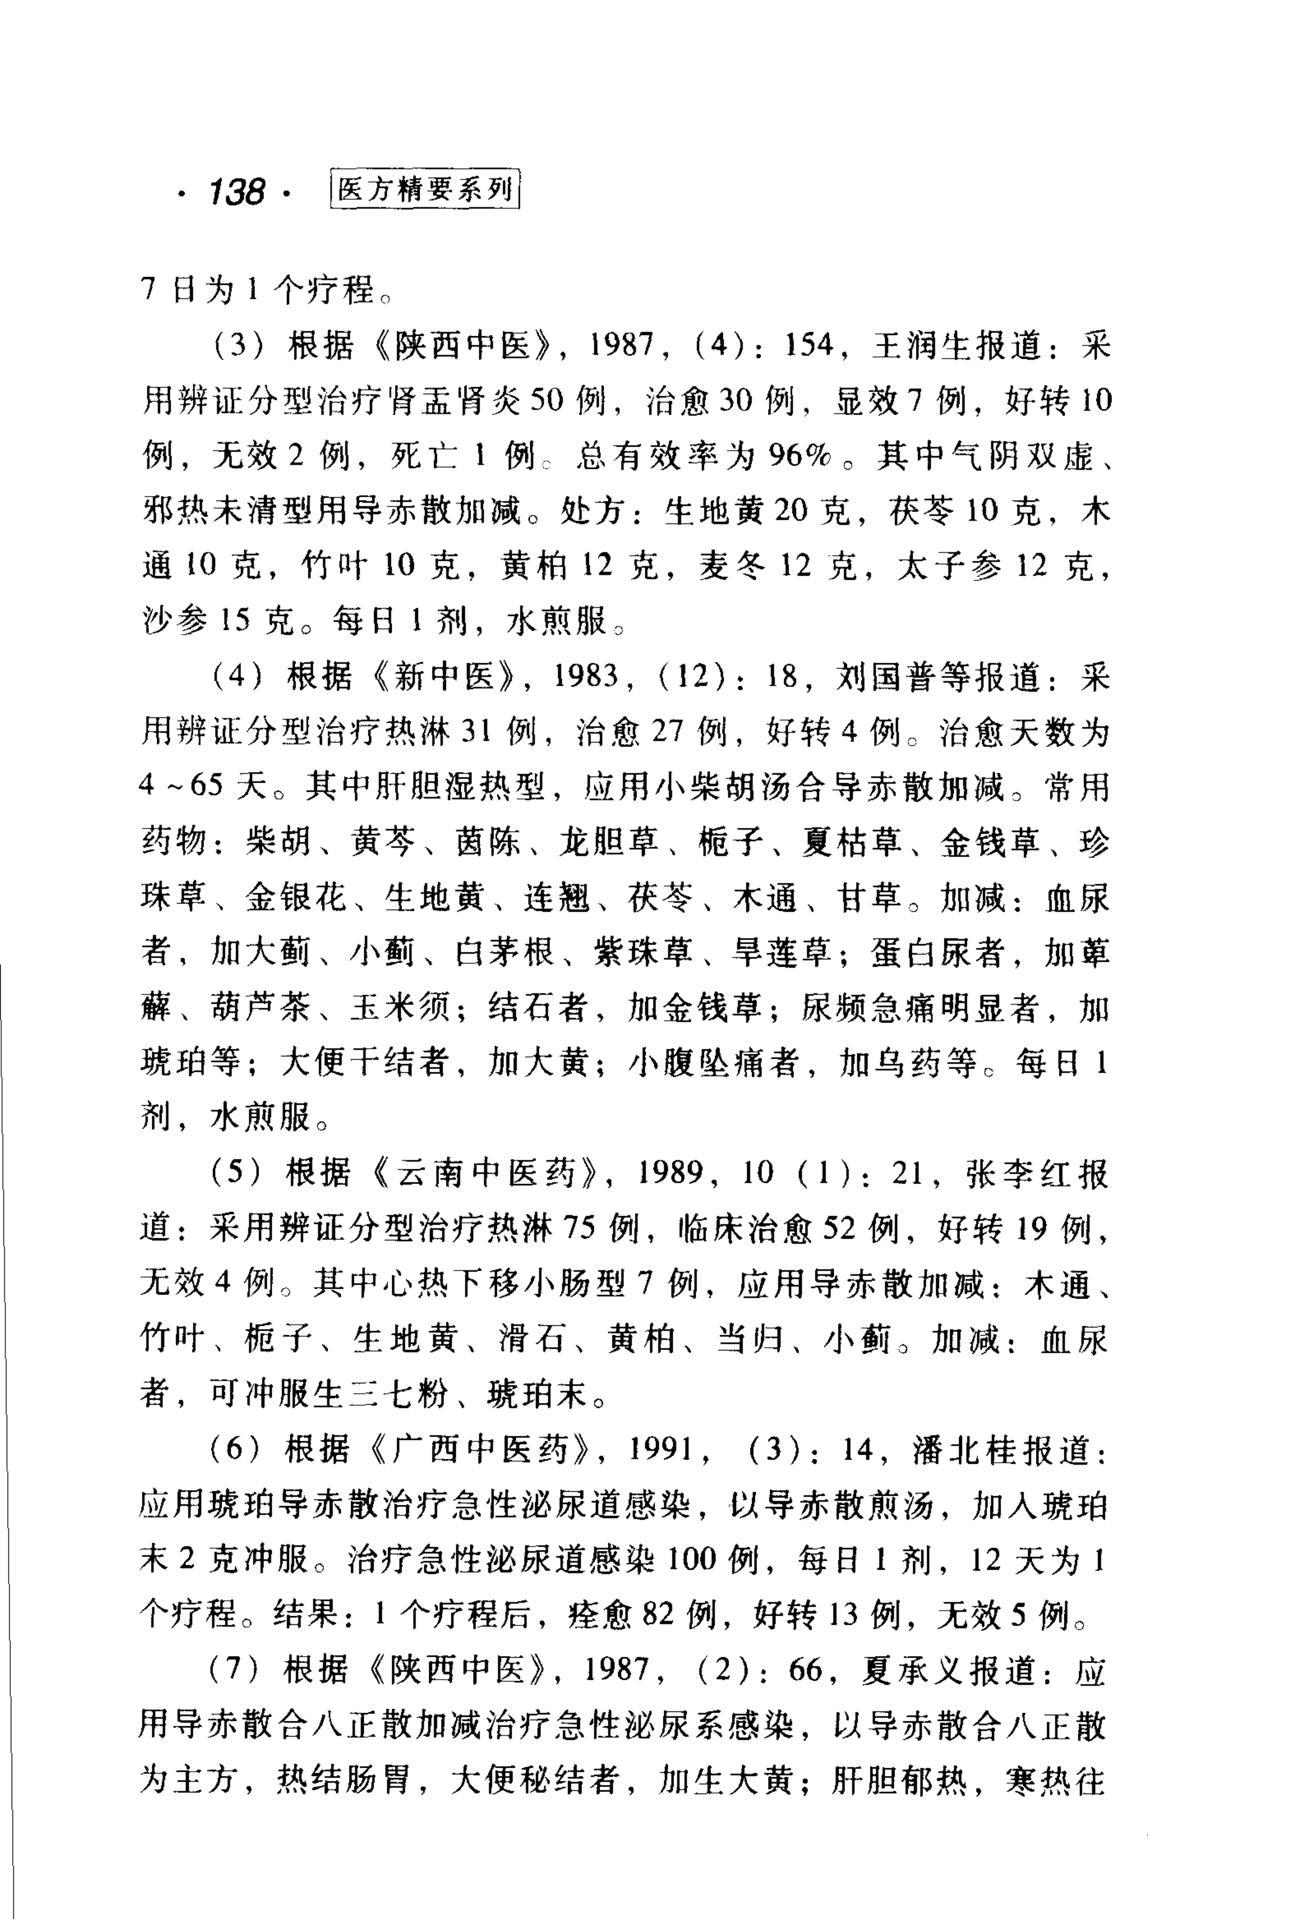 · 138 · 医方精要系列
7 日为 1 个疗程。
(3) 根据《陕西中医》, 1987, (4): 154, 王润生报道: 采
用辨证分型治疗肾盂肾炎 50 例, 治愈 30 例, 显效 7 例, 好转 10
例, 无效 2 例, 死亡 1 例。总有效率为 96%。其中气阴双虚、
邪热未清型用导赤散加减。处方: 生地黄 20 克, 茯苓 10 克, 木
通 10 克, 竹叶 10 克, 黄柏 12 克, 麦冬 12 克, 太子参 12 克,
沙参 15 克。每日 1 剂, 水煎服。
(4) 根据《新中医》, 1983, (12): 18, 刘国普等报道: 采
用辨证分型治疗热淋 31 例, 治愈 27 例, 好转 4 例。治愈天数为
4 ~ 65 天。其中肝胆湿热型, 应用小柴胡汤合导赤散加减。常用
药物: 柴胡、黄芩、茵陈、龙胆草、栀子、夏枯草、金钱草、珍
珠草、金银花、生地黄、连翘、茯苓、木通、甘草。加减: 血尿
者, 加大蓟、小蓟、白茅根、紫珠草、旱莲草; 蛋白尿者, 加萆
薢、葫芦茶、玉米须; 结石者, 加金钱草; 尿频急痛明显者, 加
琥珀等; 大便干结者, 加大黄; 小腹坠痛者, 加乌药等。每日 1
剂, 水煎服。
(5) 根据《云南中医药》, 1989, 10 (1): 21, 张李红报
道: 采用辨证分型治疗热淋 75 例, 临床治愈 52 例, 好转 19 例,
无效 4 例。其中心热下移小肠型 7 例, 应用导赤散加减: 木通、
竹叶、栀子、生地黄、滑石、黄柏、当归、小蓟。加减: 血尿
者, 可冲服生三七粉、琥珀末。
(6) 根据《广西中医药》, 1991, (3): 14, 潘北桂报道:
应用琥珀导赤散治疗急性泌尿道感染, 以导赤散煎汤, 加入琥珀
末 2 克冲服。治疗急性泌尿道感染 100 例, 每日 1 剂, 12 天为 1
个疗程。结果: 1 个疗程后, 痊愈 82 例, 好转 13 例, 无效 5 例。
(7) 根据《陕西中医》, 1987, (2): 66, 夏承义报道: 应
用导赤散合八正散加减治疗急性泌尿系感染, 以导赤散合八正散
为主方, 热结肠胃, 大便秘结者, 加生大黄; 肝胆郁热, 寒热往